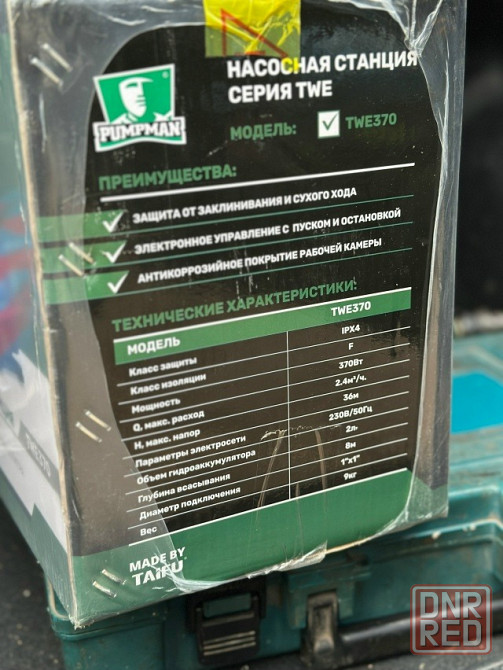 НАСОСНАЯ СТАНЦИЯ
СЕРИЯ TWE
PUMPMAN
МОДЕЛЬ: TWE370
ПРЕИМУЩЕСТВА:
ЗАЩИТА ОТ ЗАКЛИНИВАНИЯ И СУХОГО ХОДА
ЭЛЕКТРОННОЕ УПРАВЛЕНИЕ С ПУСКОМ И ОСТАНОВКОЙ
АНТИКОРРОЗИЙНОЕ ПОКРЫТИЕ РАБОЧЕЙ КАМЕРЫ
ТЕХНИЧЕСКИЕ ХАРАКТЕРИСТИКИ:
МОДЕЛЬ TWE370
Класс защиты IPX4
Класс изоляции F
Мощность 370Вт
Q. макс. расход 2.4м³/ч.
H. макс. напор 36м
Параметры электросети 230В/50Гц
Объем гидроаккумулятора 2л.
Глубина всасывания 8м
Диаметр подключения 1"x1"
Вес 9кг
MADE BY
TAIFU
TWE370
DNR
RED